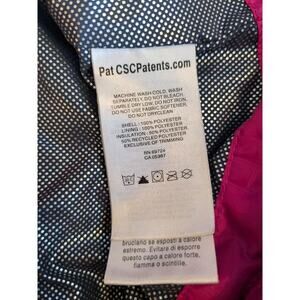 Pat CSCPatents.com
MACHINE WASH COLD, WASH
SEPARATELY, DO NOT BLEACH,
TUMBLE DRY LOW, DO NOT IRON,
DO NOT USE FABRIC SOFTENER,
DO NOT DRYCLEAN
SHELL : 100% POLYESTER
LINING : 100% POLYESTER
INSULATION : 50% POLYESTER
50% RECYCLED POLYESTER
EXCLUSIVE OF TRIMMING
RN 69724
CA 05367
bruciano se esposti a calore
estremo. Evitare di esporre
questo capo a calore forte,
fiamma o scintille.